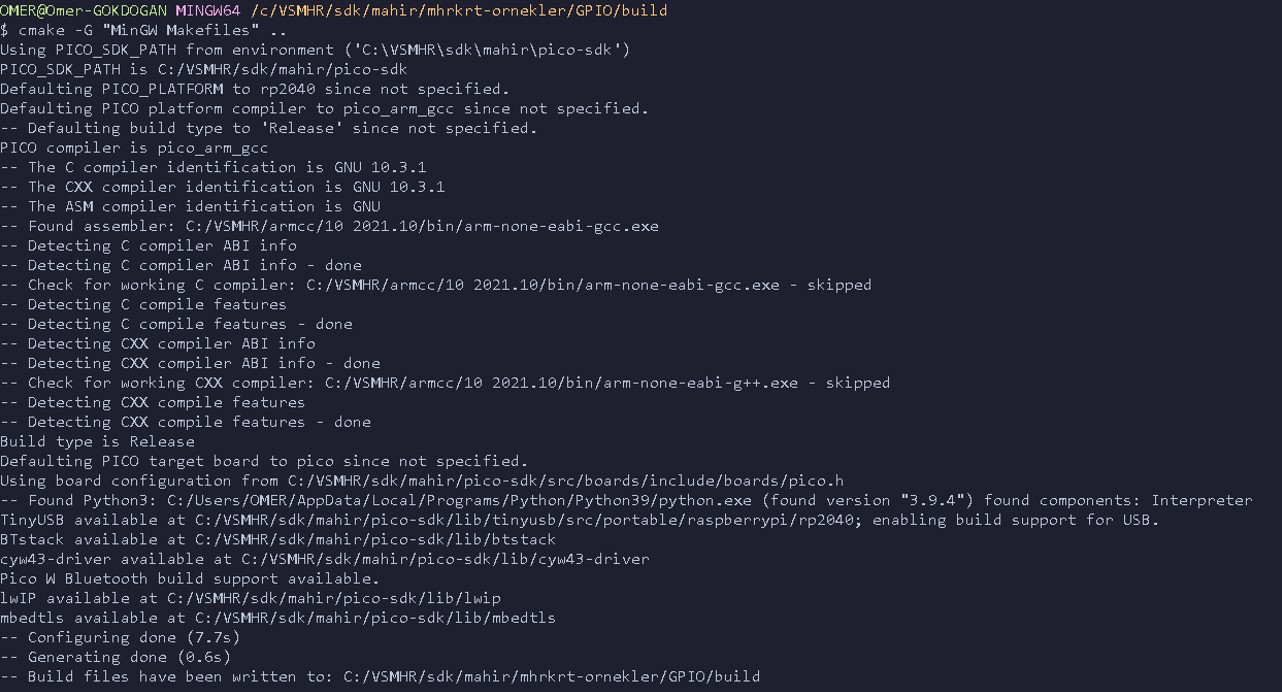 OMER@Omer-GOKDOGAN MINGW64 /c/VSMHR/sdk/mahir/mhrkrt-ornekler/GPIO/build
$ cmake -G "MinGW Makefiles" ..
Using PICO_SDK_PATH from environment ('C:\VSMHR\sdk\mahir\pico-sdk')
PICO_SDK_PATH is C:/VSMHR/sdk/mahir/pico-sdk
Defaulting PICO_PLATFORM to rp2040 since not specified.
Defaulting PICO platform compiler to pico_arm_gcc since not specified.
-- Defaulting build type to 'Release' since not specified.
PICO compiler is pico_arm_gcc
-- The C compiler identification is GNU 10.3.1
-- The CXX compiler identification is GNU 10.3.1
-- The ASM compiler identification is GNU
-- Found assembler: C:/VSMHR/armcc/10 2021.10/bin/arm-none-eabi-gcc.exe
-- Detecting C compiler ABI info
-- Detecting C compiler ABI info - done
-- Check for working C compiler: C:/VSMHR/armcc/10 2021.10/bin/arm-none-eabi-gcc.exe - skipped
-- Detecting C compile features
-- Detecting C compile features - done
-- Detecting CXX compiler ABI info
-- Detecting CXX compiler ABI info - done
-- Check for working CXX compiler: C:/VSMHR/armcc/10 2021.10/bin/arm-none-eabi-g++.exe - skipped
-- Detecting CXX compile features
-- Detecting CXX compile features - done
Build type is Release
Defaulting PICO target board to pico since not specified.
Using board configuration from C:/VSMHR/sdk/mahir/pico-sdk/src/boards/include/boards/pico.h
-- Found Python3: C:/Users/OMER/AppData/Local/Programs/Python/Python39/python.exe (found version "3.9.4") found components: Interpreter
TinyUSB available at C:/VSMHR/sdk/mahir/pico-sdk/lib/tinyusb/src/portable/raspberrypi/rp2040; enabling build support for USB.
BTstack available at C:/VSMHR/sdk/mahir/pico-sdk/lib/btstack
cyw43-driver available at C:/VSMHR/sdk/mahir/pico-sdk/lib/cyw43-driver
Pico W Bluetooth build support available.
lwIP available at C:/VSMHR/sdk/mahir/pico-sdk/lib/lwip
mbedtls available at C:/VSMHR/sdk/mahir/pico-sdk/lib/mbedtls
-- Configuring done (7.7s)
-- Generating done (0.6s)
-- Build files have been written to: C:/VSMHR/sdk/mahir/mhrkrt-ornekler/GPIO/build